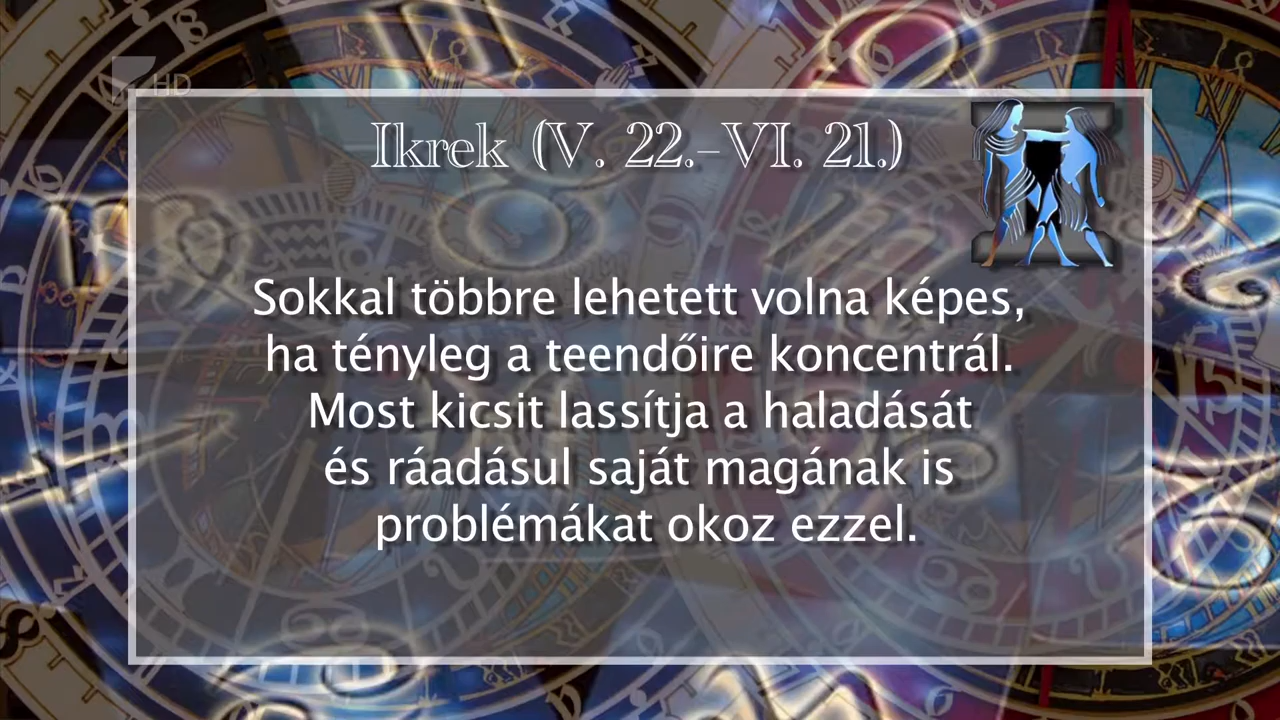 HD
Ikrek (V. 22.-VI. 21.)
Sokkal többre lehetett volna képes,
ha tényleg a teendőire koncentrál.
Most kicsit lassítja a haladását
és ráadásul saját magának is
problémákat okoz ezzel.